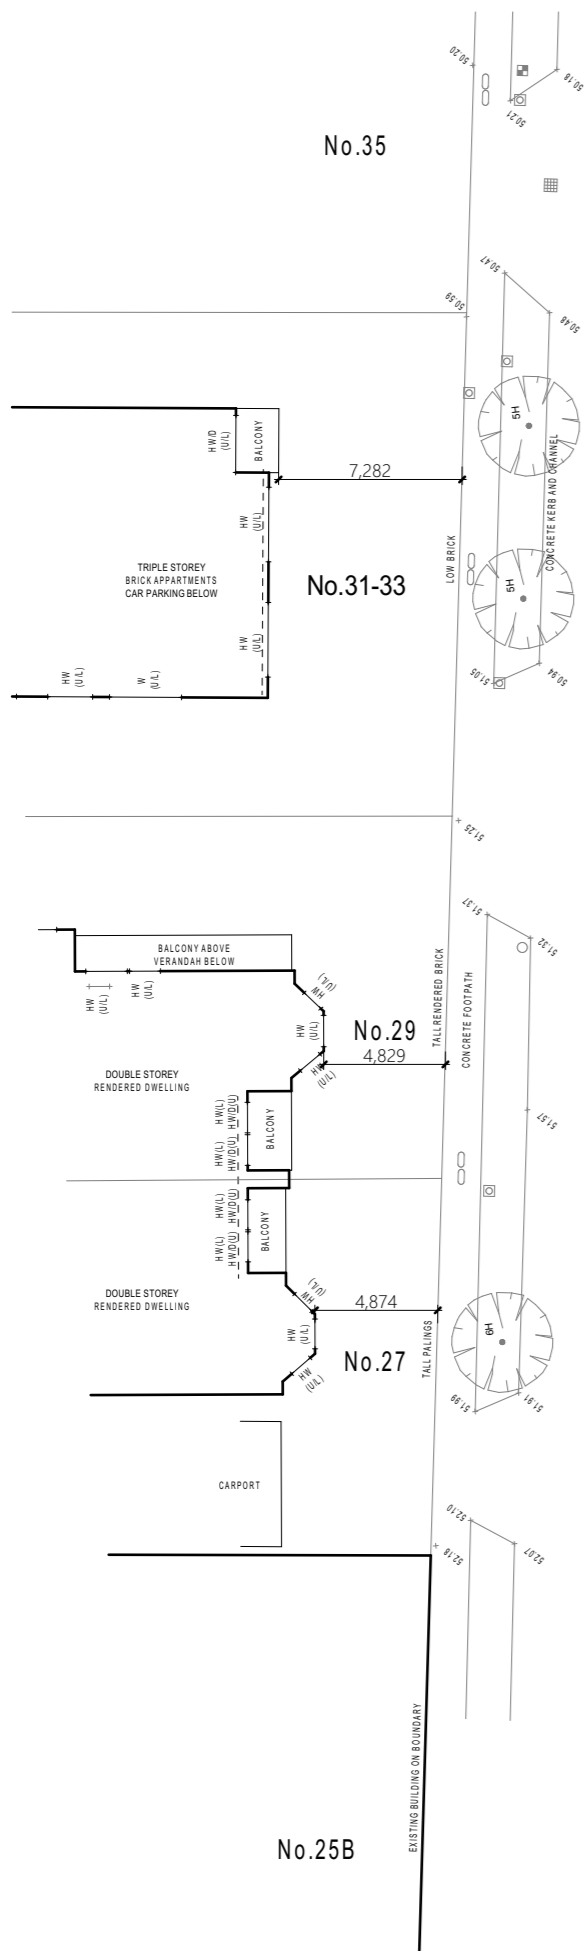 50.20
50.18
50.21
No.35
50.47
50.59
50.48
HW/D
(U/L)
BALCONY
5H
7,282
CONCRETE KERB AND CHANNEL
HW
(U/L)
LOW BRICK
TRIPLE STOREY
BRICK APPARTMENTS
CAR PARKING BELOW
No.31-33
5H
HW
(U/L)
HW
(U/L)
W
(U/L)
51.05
50.94
51.25
51.37
51.32
BALCONY ABOVE
VERANDAH BELOW
HW
(U/L)
HW
(U/L)
HW
(U/L)
HW
(U/L)
No.29
TALL RENDERED BRICK
CONCRETE FOOTPATH
4,829
HW
(U/L)
DOUBLE STOREY
RENDERED DWELLING
HW(L)
HW/D(U)
HW(L)
HW/D(U)
BALCONY
51.57
HW(L)
HW/D(U)
HW(L)
HW/D(U)
BALCONY
DOUBLE STOREY
RENDERED DWELLING
HW
(U/L)
4,874
HW
(U/L)
6H
TALL PALINGS
No.27
HW
(U/L)
51.99
51.91
CARPORT
52.10
52.18
52.07
EXISTING BUILDING ON BOUNDARY
No.25B